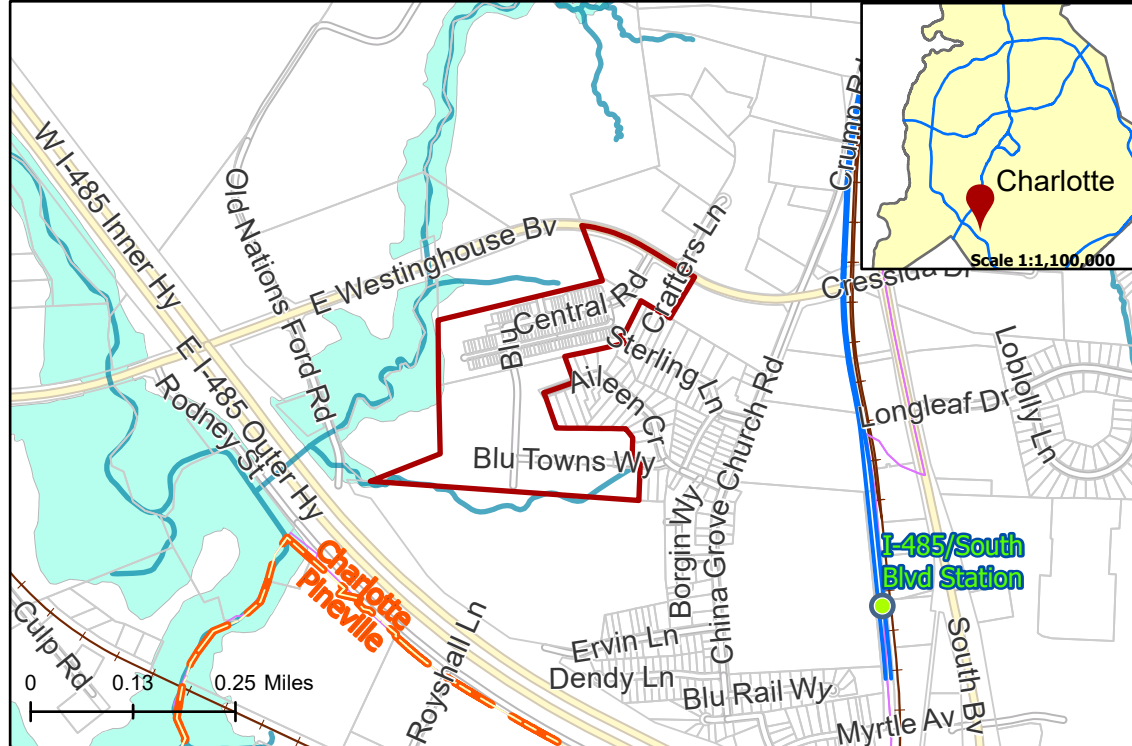 W I-485 Inner Hy
Old Nations Ford Rd
E Westinghouse Bv
Crafters Ln
Crump Rd
Charlotte
Scale 1:1,100,000
Cressida Dr
Central Rd
Blu
Sterling Ln
Aileen Cr
Loblolly Ln
Longleaf Dr
E I-485 Outer Hy
Rodney St
Blu Towns Wy
Borgin Wy
China Grove Church Rd
I-485/South
Blvd Station
Charlotte
Pineville
Culp Rd
Royshall Ln
Ervin Ln
Dendy Ln
Blu Rail Wy
South Bv
Myrtle Av
0 0.13 0.25 Miles